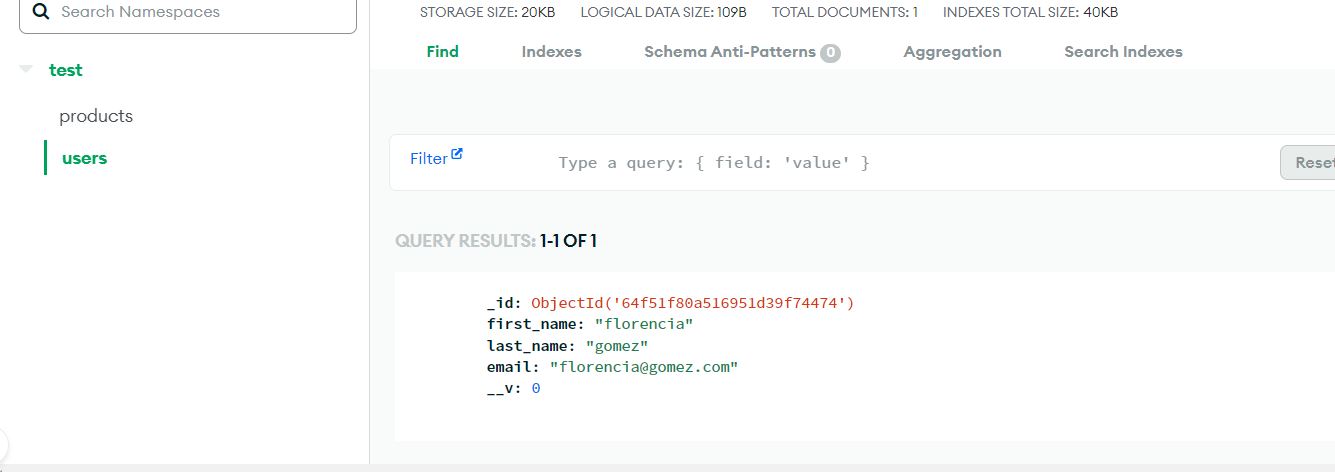 Search Namespaces
test
products
users
STORAGE SIZE: 20KB LOGICAL DATA SIZE: 109B TOTAL DOCUMENTS: 1 INDEXES TOTAL SIZE: 40KB
Find Indexes Schema Anti-Patterns 0 Aggregation Search Indexes
Filter Type a query: { field: 'value' } Reset
QUERY RESULTS: 1-1 OF 1
_id: ObjectId('64f51f80a516951d39f74474')
first_name: "florencia"
last_name: "gomez"
email: "florencia@gomez.com"
__v: 0